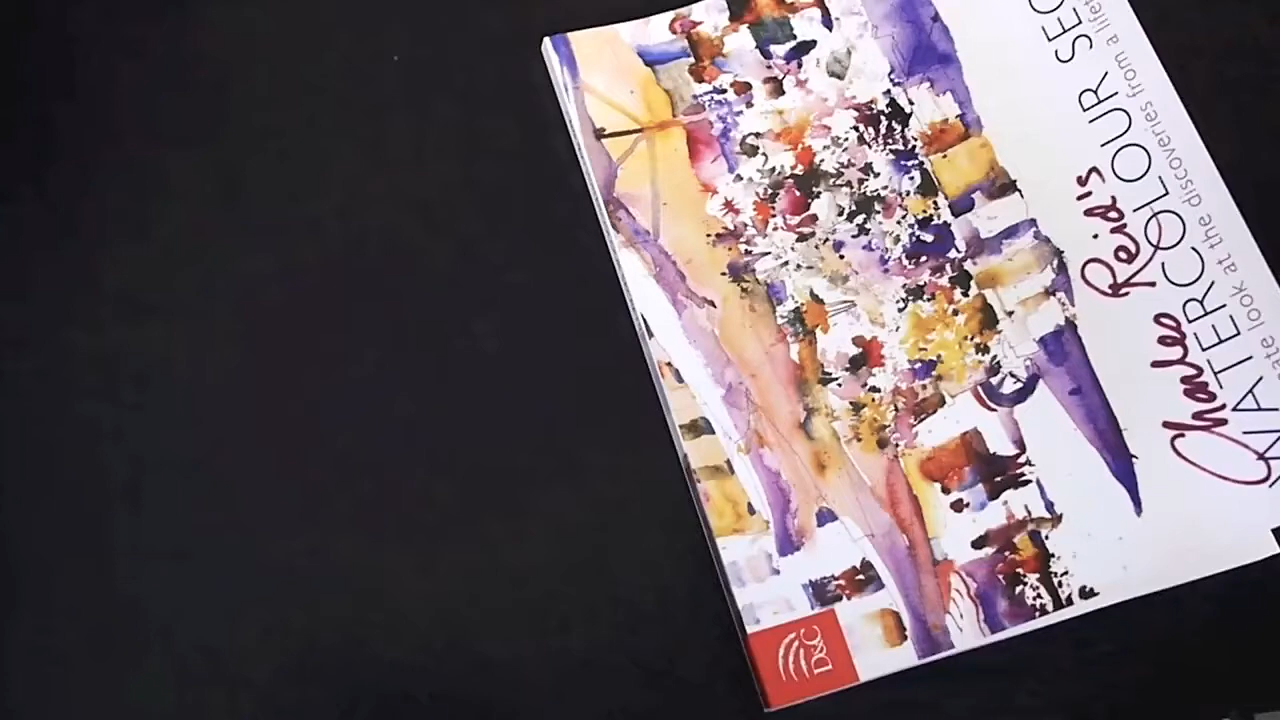 Charles Reid's
WATERCOLOUR SEC
ate look at the discoveries from a lifet
D&C